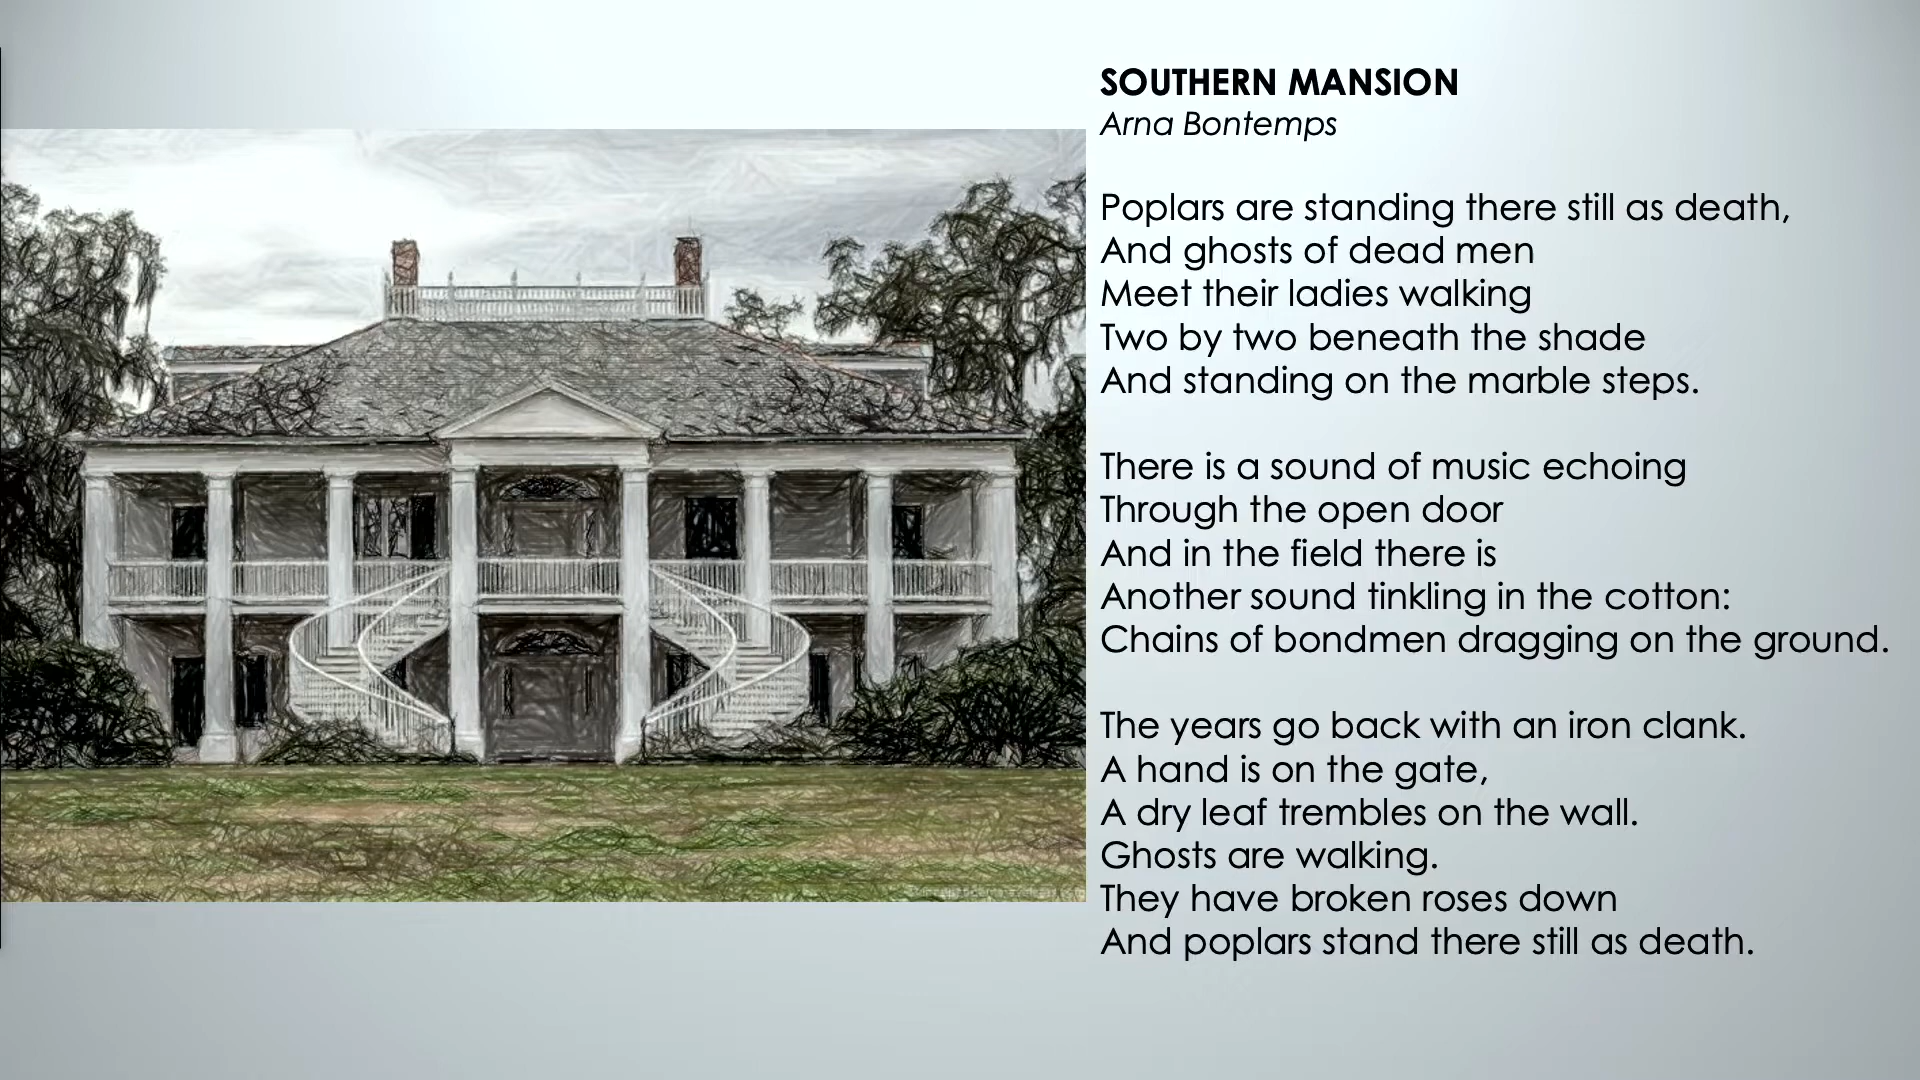 SOUTHERN MANSION
Arna Bontemps
Poplars are standing there still as death,
And ghosts of dead men
Meet their ladies walking
Two by two beneath the shade
And standing on the marble steps.
There is a sound of music echoing
Through the open door
And in the field there is
Another sound tinkling in the cotton:
Chains of bondmen dragging on the ground.
The years go back with an iron clank.
A hand is on the gate,
A dry leaf trembles on the wall.
Ghosts are walking.
They have broken roses down
And poplars stand there still as death.